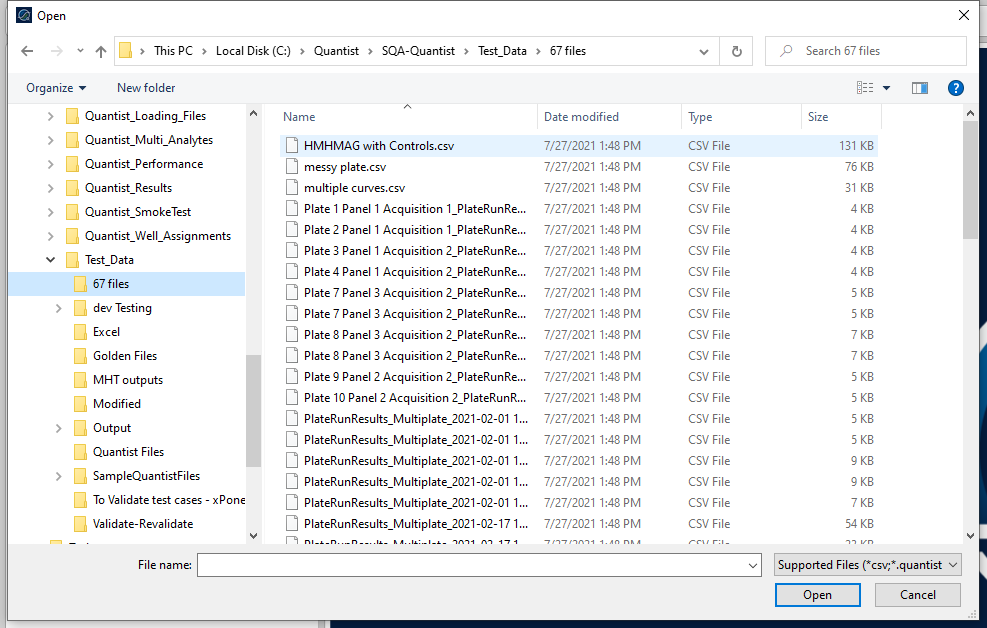 Open
This PC > Local Disk (C:) > Quantist > SQA-Quantist > Test_Data > 67 files
Search 67 files
Organize New folder
Quantist_Loading_Files
Quantist_Multi_Analytes
Quantist_Performance
Quantist_Results
Quantist_SmokeTest
Quantist_Well_Assignments
Test_Data
67 files
dev Testing
Excel
Golden Files
MHT outputs
Modified
Output
Quantist Files
SampleQuantistFiles
To Validate test cases - xPone
Validate-Revalidate
Name Date modified Type Size
HMHMAG with Controls.csv 7/27/2021 1:48 PM CSV File 131 KB
messy plate.csv 7/27/2021 1:48 PM CSV File 76 KB
multiple curves.csv 7/27/2021 1:48 PM CSV File 31 KB
Plate 1 Panel 1 Acquisition 1_PlateRunRe... 7/27/2021 1:48 PM CSV File 4 KB
Plate 2 Panel 1 Acquisition 1_PlateRunRe... 7/27/2021 1:48 PM CSV File 4 KB
Plate 3 Panel 1 Acquisition 2_PlateRunRe... 7/27/2021 1:48 PM CSV File 4 KB
Plate 4 Panel 1 Acquisition 2_PlateRunRe... 7/27/2021 1:48 PM CSV File 4 KB
Plate 7 Panel 3 Acquisition 2_PlateRunRe... 7/27/2021 1:48 PM CSV File 5 KB
Plate 7 Panel 3 Acquisition 2_PlateRunRe... 7/27/2021 1:48 PM CSV File 5 KB
Plate 8 Panel 3 Acquisition 2_PlateRunRe... 7/27/2021 1:48 PM CSV File 7 KB
Plate 8 Panel 3 Acquisition 2_PlateRunRe... 7/27/2021 1:48 PM CSV File 7 KB
Plate 9 Panel 2 Acquisition 2_PlateRunRe... 7/27/2021 1:48 PM CSV File 5 KB
Plate 10 Panel 2 Acquisition 2_PlateRunR... 7/27/2021 1:48 PM CSV File 5 KB
PlateRunResults_Multiplate_2021-02-01 1... 7/27/2021 1:48 PM CSV File 5 KB
PlateRunResults_Multiplate_2021-02-01 1... 7/27/2021 1:48 PM CSV File 5 KB
PlateRunResults_Multiplate_2021-02-01 1... 7/27/2021 1:48 PM CSV File 9 KB
PlateRunResults_Multiplate_2021-02-01 1... 7/27/2021 1:48 PM CSV File 9 KB
PlateRunResults_Multiplate_2021-02-01 1... 7/27/2021 1:48 PM CSV File 7 KB
PlateRunResults_Multiplate_2021-02-17 1... 7/27/2021 1:48 PM CSV File 54 KB
File name: Supported Files (*csv;*.quantist
Open Cancel